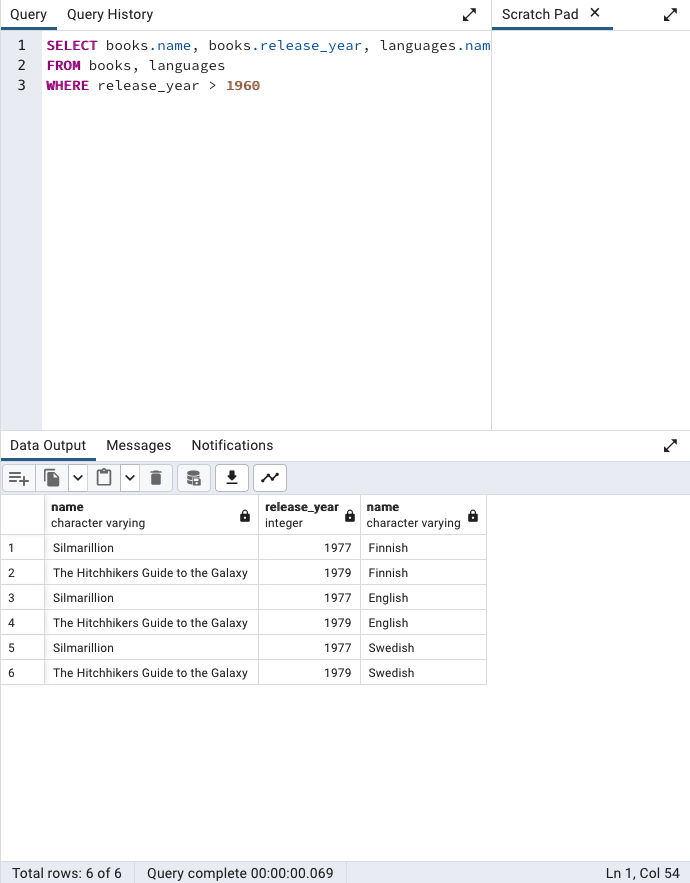 Query Query History Scratch Pad
1 SELECT books.name, books.release_year, languages.nam
2 FROM books, languages
3 WHERE release_year > 1960
Data Output Messages Notifications
name release_year name
character varying integer character varying
1 Silmarillion 1977 Finnish
2 The Hitchhikers Guide to the Galaxy 1979 Finnish
3 Silmarillion 1977 English
4 The Hitchhikers Guide to the Galaxy 1979 English
5 Silmarillion 1977 Swedish
6 The Hitchhikers Guide to the Galaxy 1979 Swedish
Total rows: 6 of 6 Query complete 00:00:00.069 Ln 1, Col 54